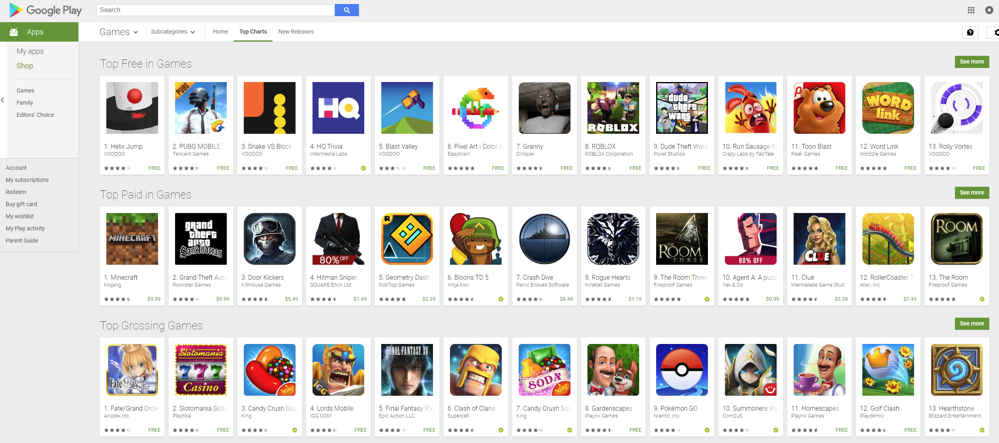 Google Play
Search
Apps
Games
Subcategories
Home
Top Charts
New Releases
My apps
Shop
Games
Family
Editors' Choice
Account
My subscriptions
Redeem
Buy gift card
My wishlist
My Play activity
Parent Guide
Top Free in Games
See more
PUBG
HQ
ROBLOX
dude theft wars
WORD link
1. Helix Jump
VOODOO
FREE
2. PUBG MOBILE
Tencent Games
FREE
3. Snake VS Block
VOODOO
FREE
4. HQ Trivia
Intermedia Labs
5. Blast Valley
VOODOO
FREE
6. Pixel Art - Color b
Easybrain
FREE
7. Granny
DVloper
FREE
8. ROBLOX
ROBLOX Corporation
FREE
9. Dude Theft Wars:
Poxel Studios
FREE
10. Run Sausage Ru
Crazy Labs by TabTale
FREE
11. Toon Blast
Peak Games
FREE
12. Word Link
Worzzle Games
FREE
13. Rolly Vortex
VOODOO
FREE
Top Paid in Games
See more
MINECRAFT
grand theft auto San Andreas
80% OFF
R
THE ROOM THREE
80% OFF
CLUE
THE ROOM
1. Minecraft
Mojang
$9.99
2. Grand Theft Auto
Rockstar Games
$9.99
3. Door Kickers
KillHouse Games
$5.49
4. Hitman Sniper
SQUARE ENIX Ltd
$1.49
5. Geometry Dash
RobTop Games
$2.39
6. Bloons TD 5
ninja kiwi
7. Crash Dive
Panic Ensues Software
$8.49
8. Rogue Hearts
Ninetail Games
$1.19
9. The Room Three
Fireproof Games
10. Agent A: A puzz
Yak & Co
$0.99
11. Clue
Marmalade Game Stud
$3.39
12. RollerCoaster Ty
Atari, Inc.
$7.49
13. The Room
Fireproof Games
Top Grossing Games
See more
Fate Grand Order
Slotomania 777 Casino
King
IGG
FINAL FANTASY XV
SODA King
1. Fate/Grand Order
Aniplex Inc.
FREE
2. Slotomania Slots
Playtika
FREE
3. Candy Crush Sag
King
4. Lords Mobile
IGG.COM
FREE
5. Final Fantasy XV:
Epic Action LLC
FREE
6. Clash of Clans
Supercell
7. Candy Crush Sod
King
8. Gardenscapes
Playrix Games
FREE
9. Pokémon GO
Niantic, Inc.
10. Summoners Wa
Com2uS
11. Homescapes
Playrix Games
FREE
12. Golf Clash
Playdemic
FREE
13. Hearthstone
Blizzard Entertainment,